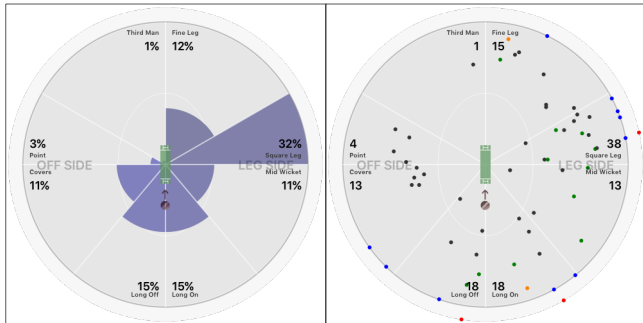 Third Man
Fine Leg
1%
12%
3%
Point
OFF SIDE
Covers
11%
32%
Square Leg
LEG SIDE
Mid Wicket
11%
15%
15%
Long Off
Long On
Third Man
Fine Leg
1
15
4
Point
OFF SIDE
Covers
13
38
Square Leg
LEG SIDE
Mid Wicket
13
18
18
Long Off
Long On